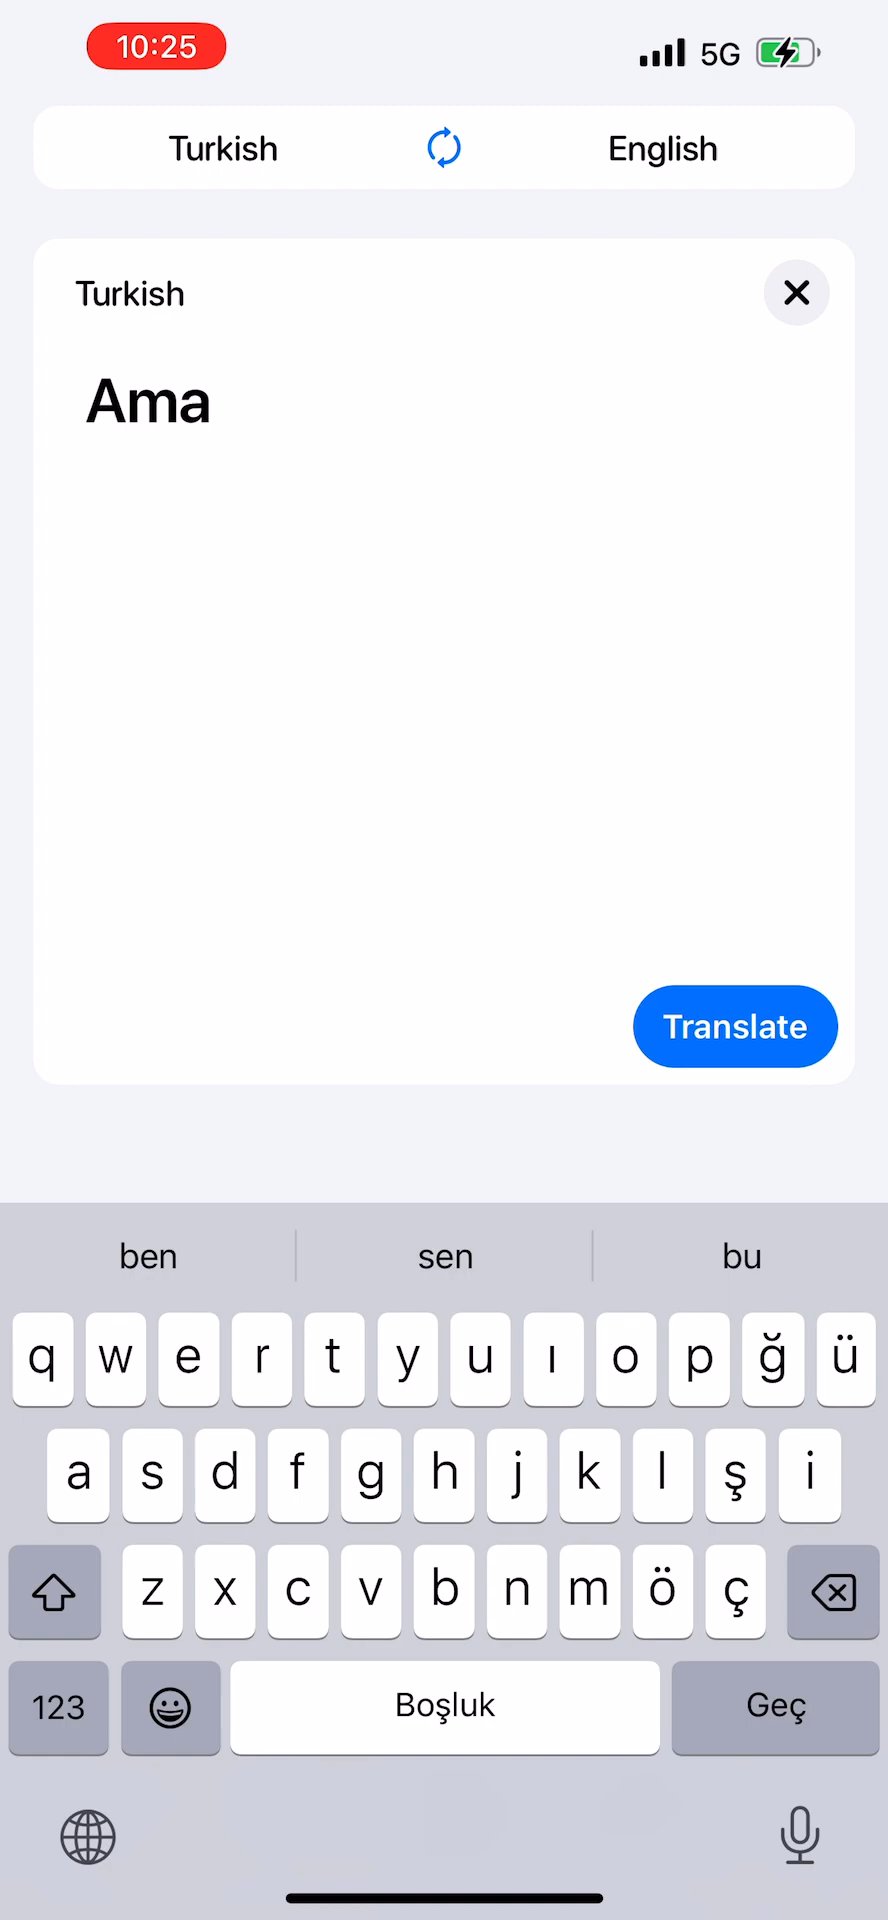 10:25 5G
Turkish English
Turkish
Ama
Translate
ben sen bu
q w e r t y u ı o p ğ ü
a s d f g h j k l ş i
z x c v b n m ö ç
123 Boşluk Geç